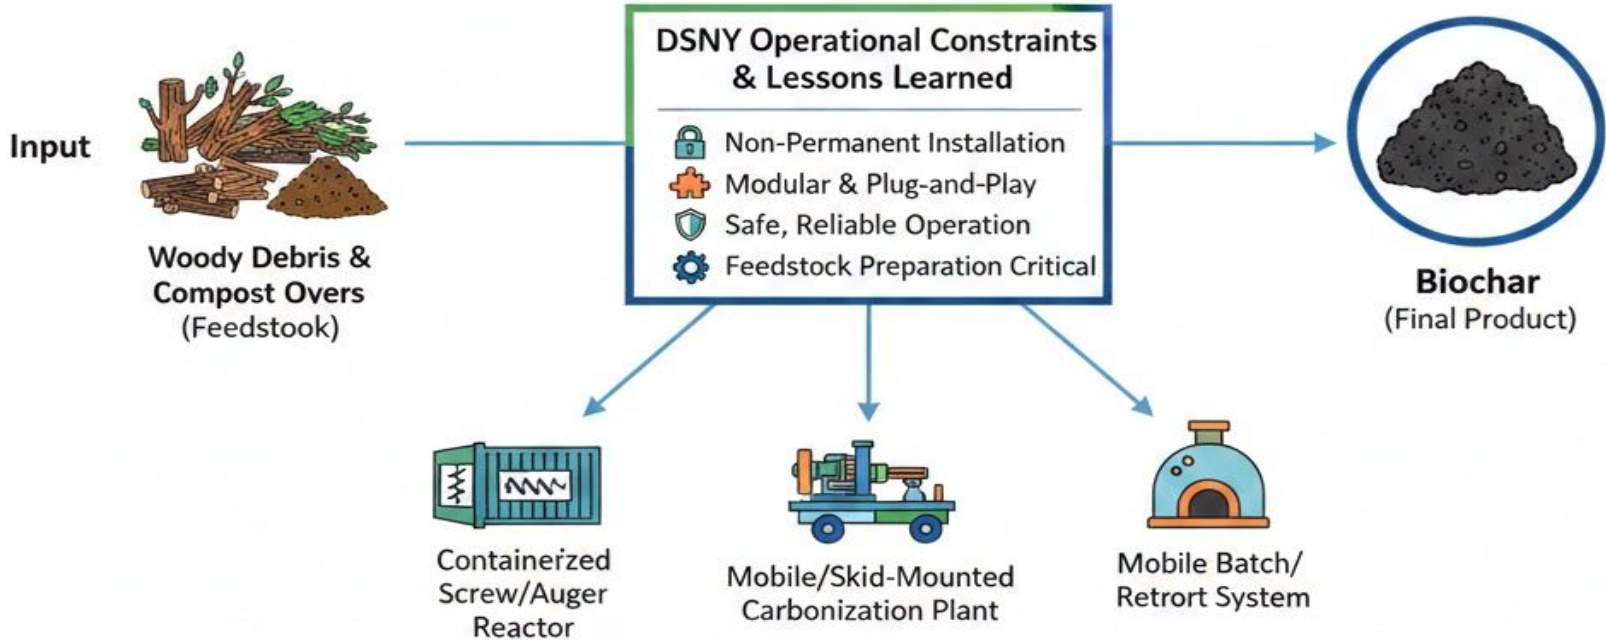 Input
Woody Debris &
Compost Overs
(Feedstook)
DSNY Operational Constraints
& Lessons Learned
Non-Permanent Installation
Modular & Plug-and-Play
Safe, Reliable Operation
Feedstock Preparation Critical
Biochar
(Final Product)
Containerized
Screw/Auger
Reactor
Mobile/Skid-Mounted
Carbonization Plant
Mobile Batch/
Retrort System